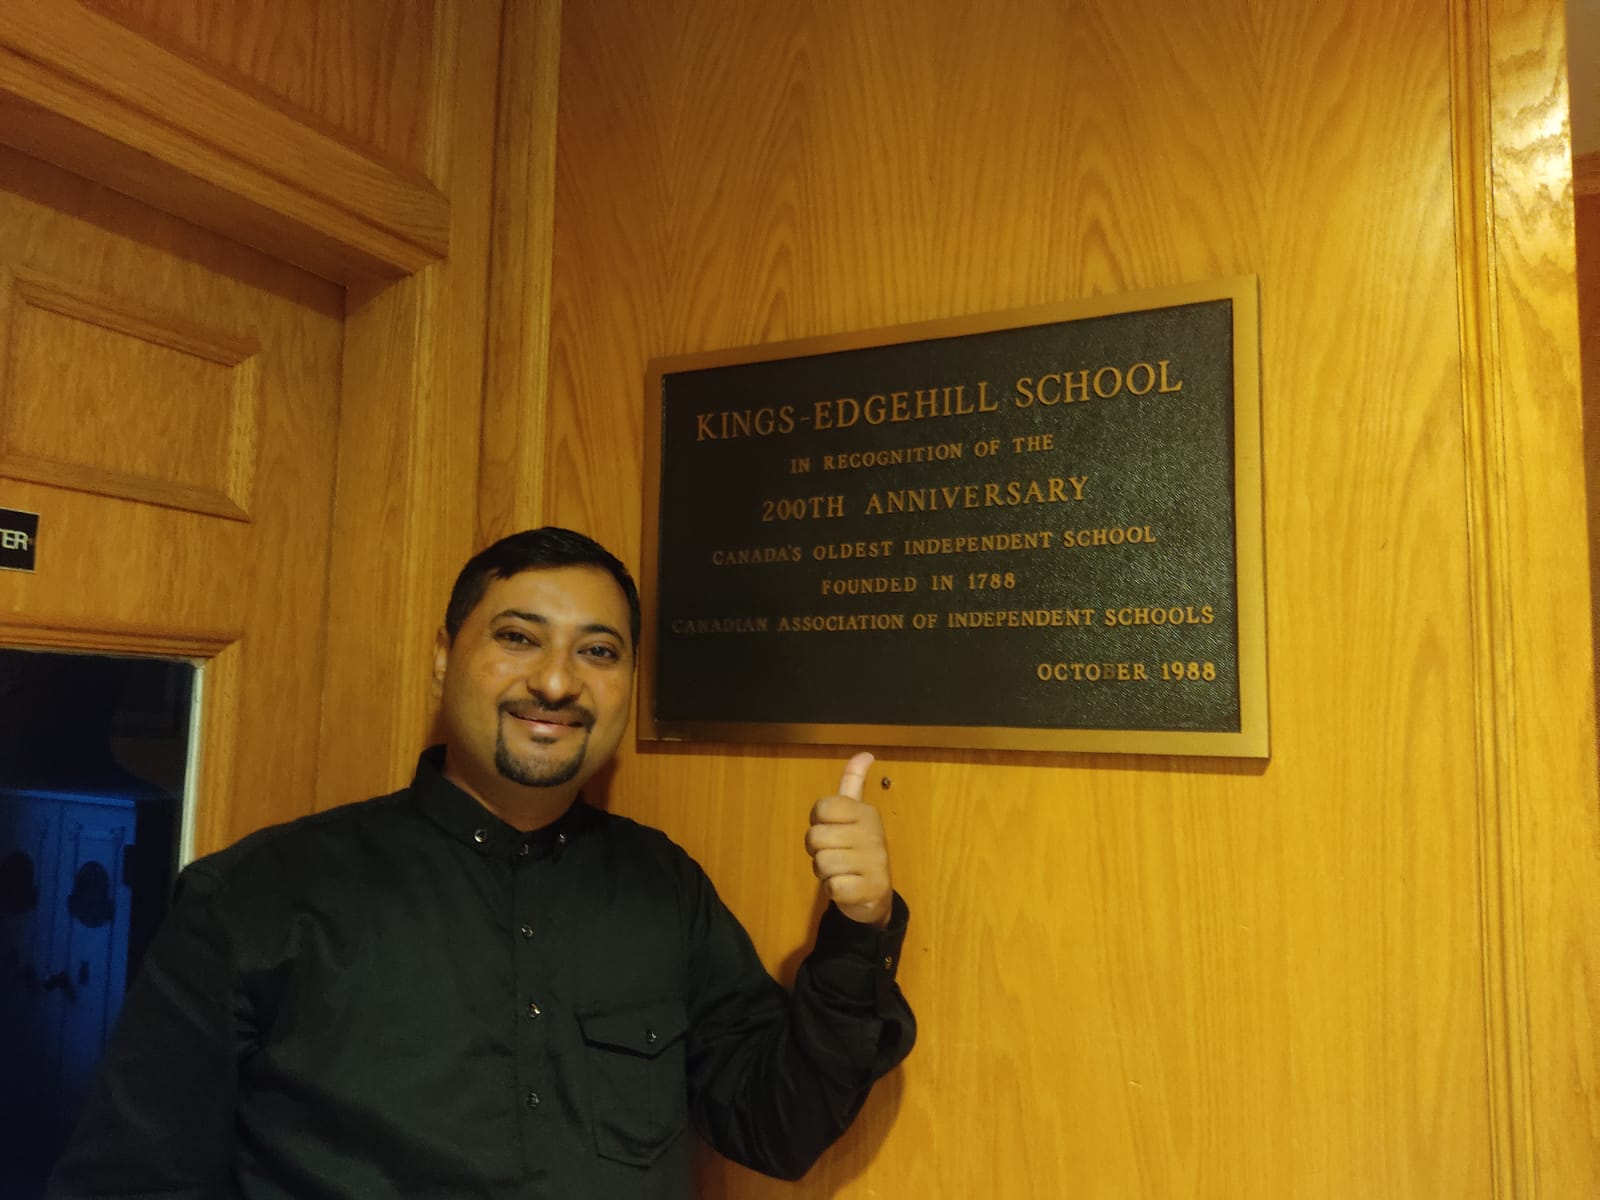 KINGS-EDGEHILL SCHOOL
IN RECOGNITION OF THE
200TH ANNIVERSARY
CANADA'S OLDEST INDEPENDENT SCHOOL
FOUNDED IN 1788
CANADIAN ASSOCIATION OF INDEPENDENT SCHOOLS
OCTOBER 1988